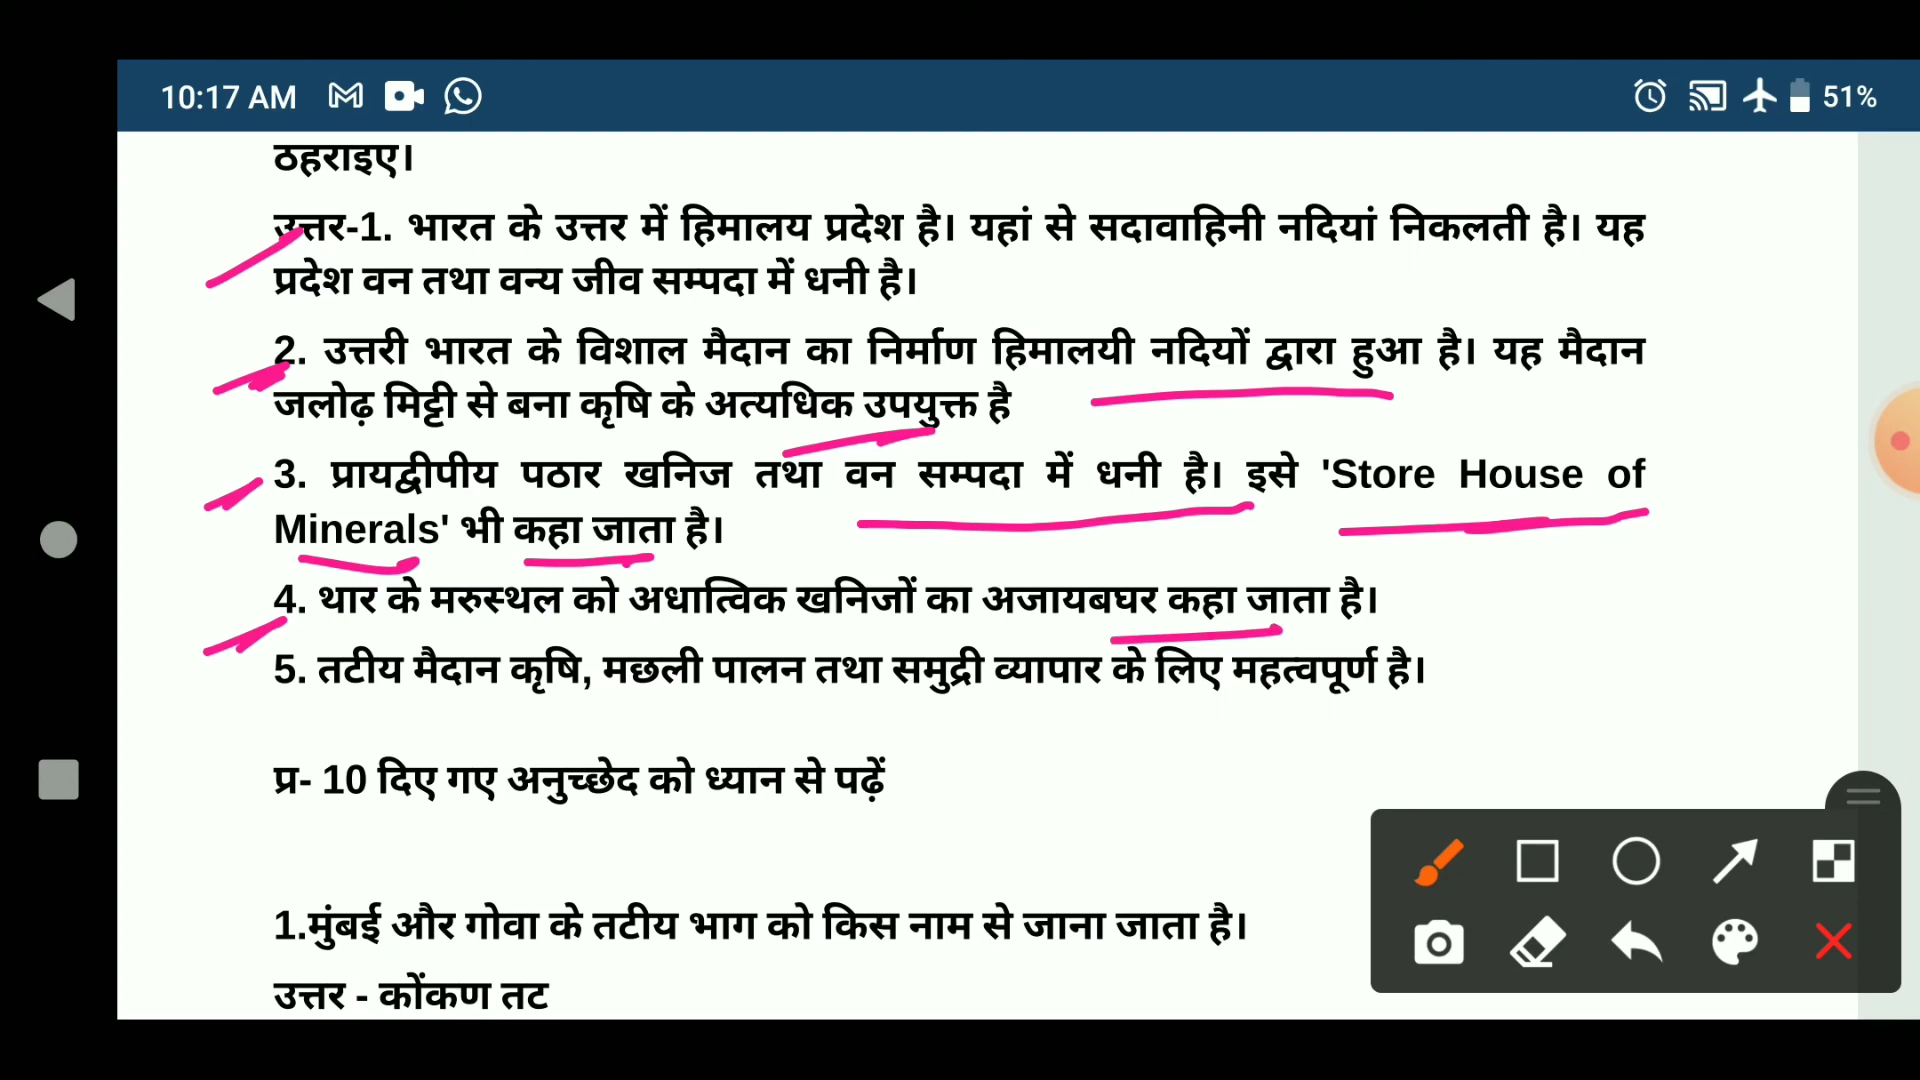 10:17 AM
51%
ठहराइए।
उत्तर-1. भारत के उत्तर में हिमालय प्रदेश है। यहां से सदावाहिनी नदियां निकलती है। यह
प्रदेश वन तथा वन्य जीव सम्पदा में धनी है।
2. उत्तरी भारत के विशाल मैदान का निर्माण हिमालयी नदियों द्वारा हुआ है। यह मैदान
जलोढ़ मिट्टी से बना कृषि के अत्यधिक उपयुक्त है
3. प्रायद्वीपीय पठार खनिज तथा वन सम्पदा में धनी है। इसे 'Store House of
Minerals' भी कहा जाता है।
4. थार के मरुस्थल को अधात्विक खनिजों का अजायबघर कहा जाता है।
5. तटीय मैदान कृषि, मछली पालन तथा समुद्री व्यापार के लिए महत्वपूर्ण है।
प्र- 10 दिए गए अनुच्छेद को ध्यान से पढ़ें
1.मुंबई और गोवा के तटीय भाग को किस नाम से जाना जाता है।
उत्तर - कोंकण तट